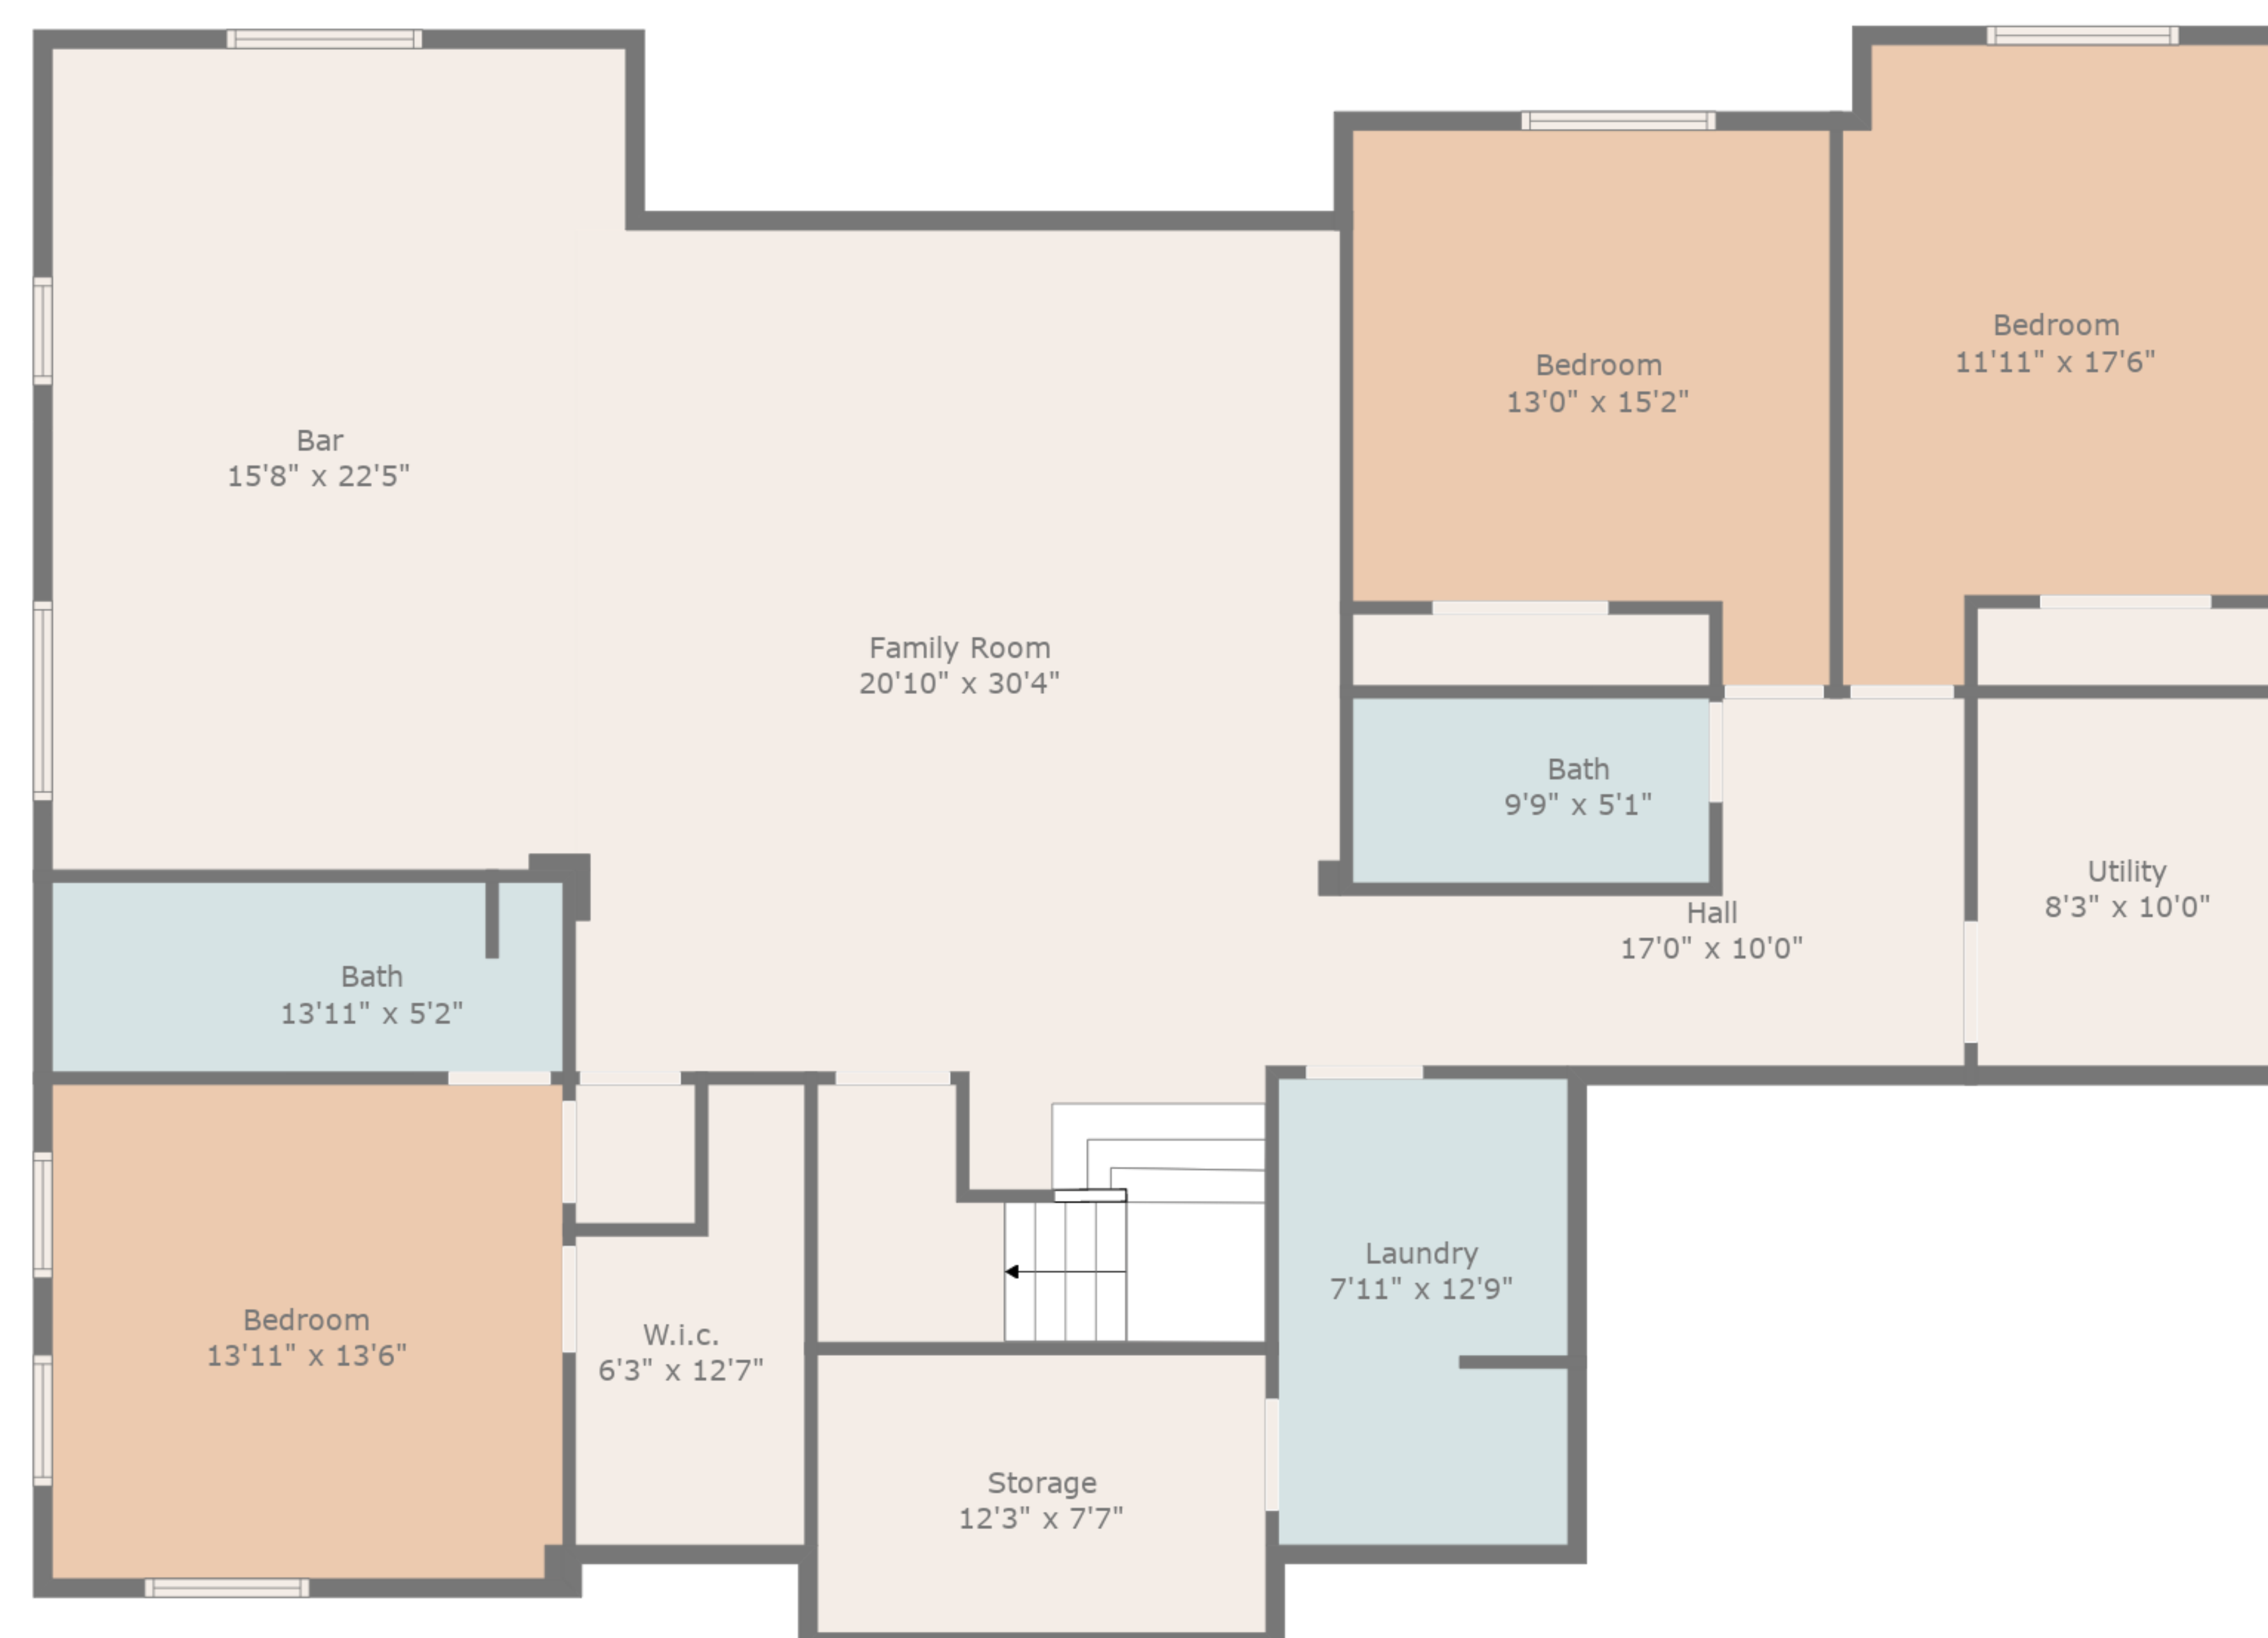 Bedroom
11'11" x 17'6"
Bedroom
13'0" x 15'2"
Bar
15'8" x 22'5"
Family Room
20'10" x 30'4"
Bath
9'9" x 5'1"
Utility
8'3" x 10'0"
Hall
17'0" x 10'0"
Bath
13'11" x 5'2"
Laundry
7'11" x 12'9"
Bedroom
13'11" x 13'6"
W.i.c.
6'3" x 12'7"
Storage
12'3" x 7'7"